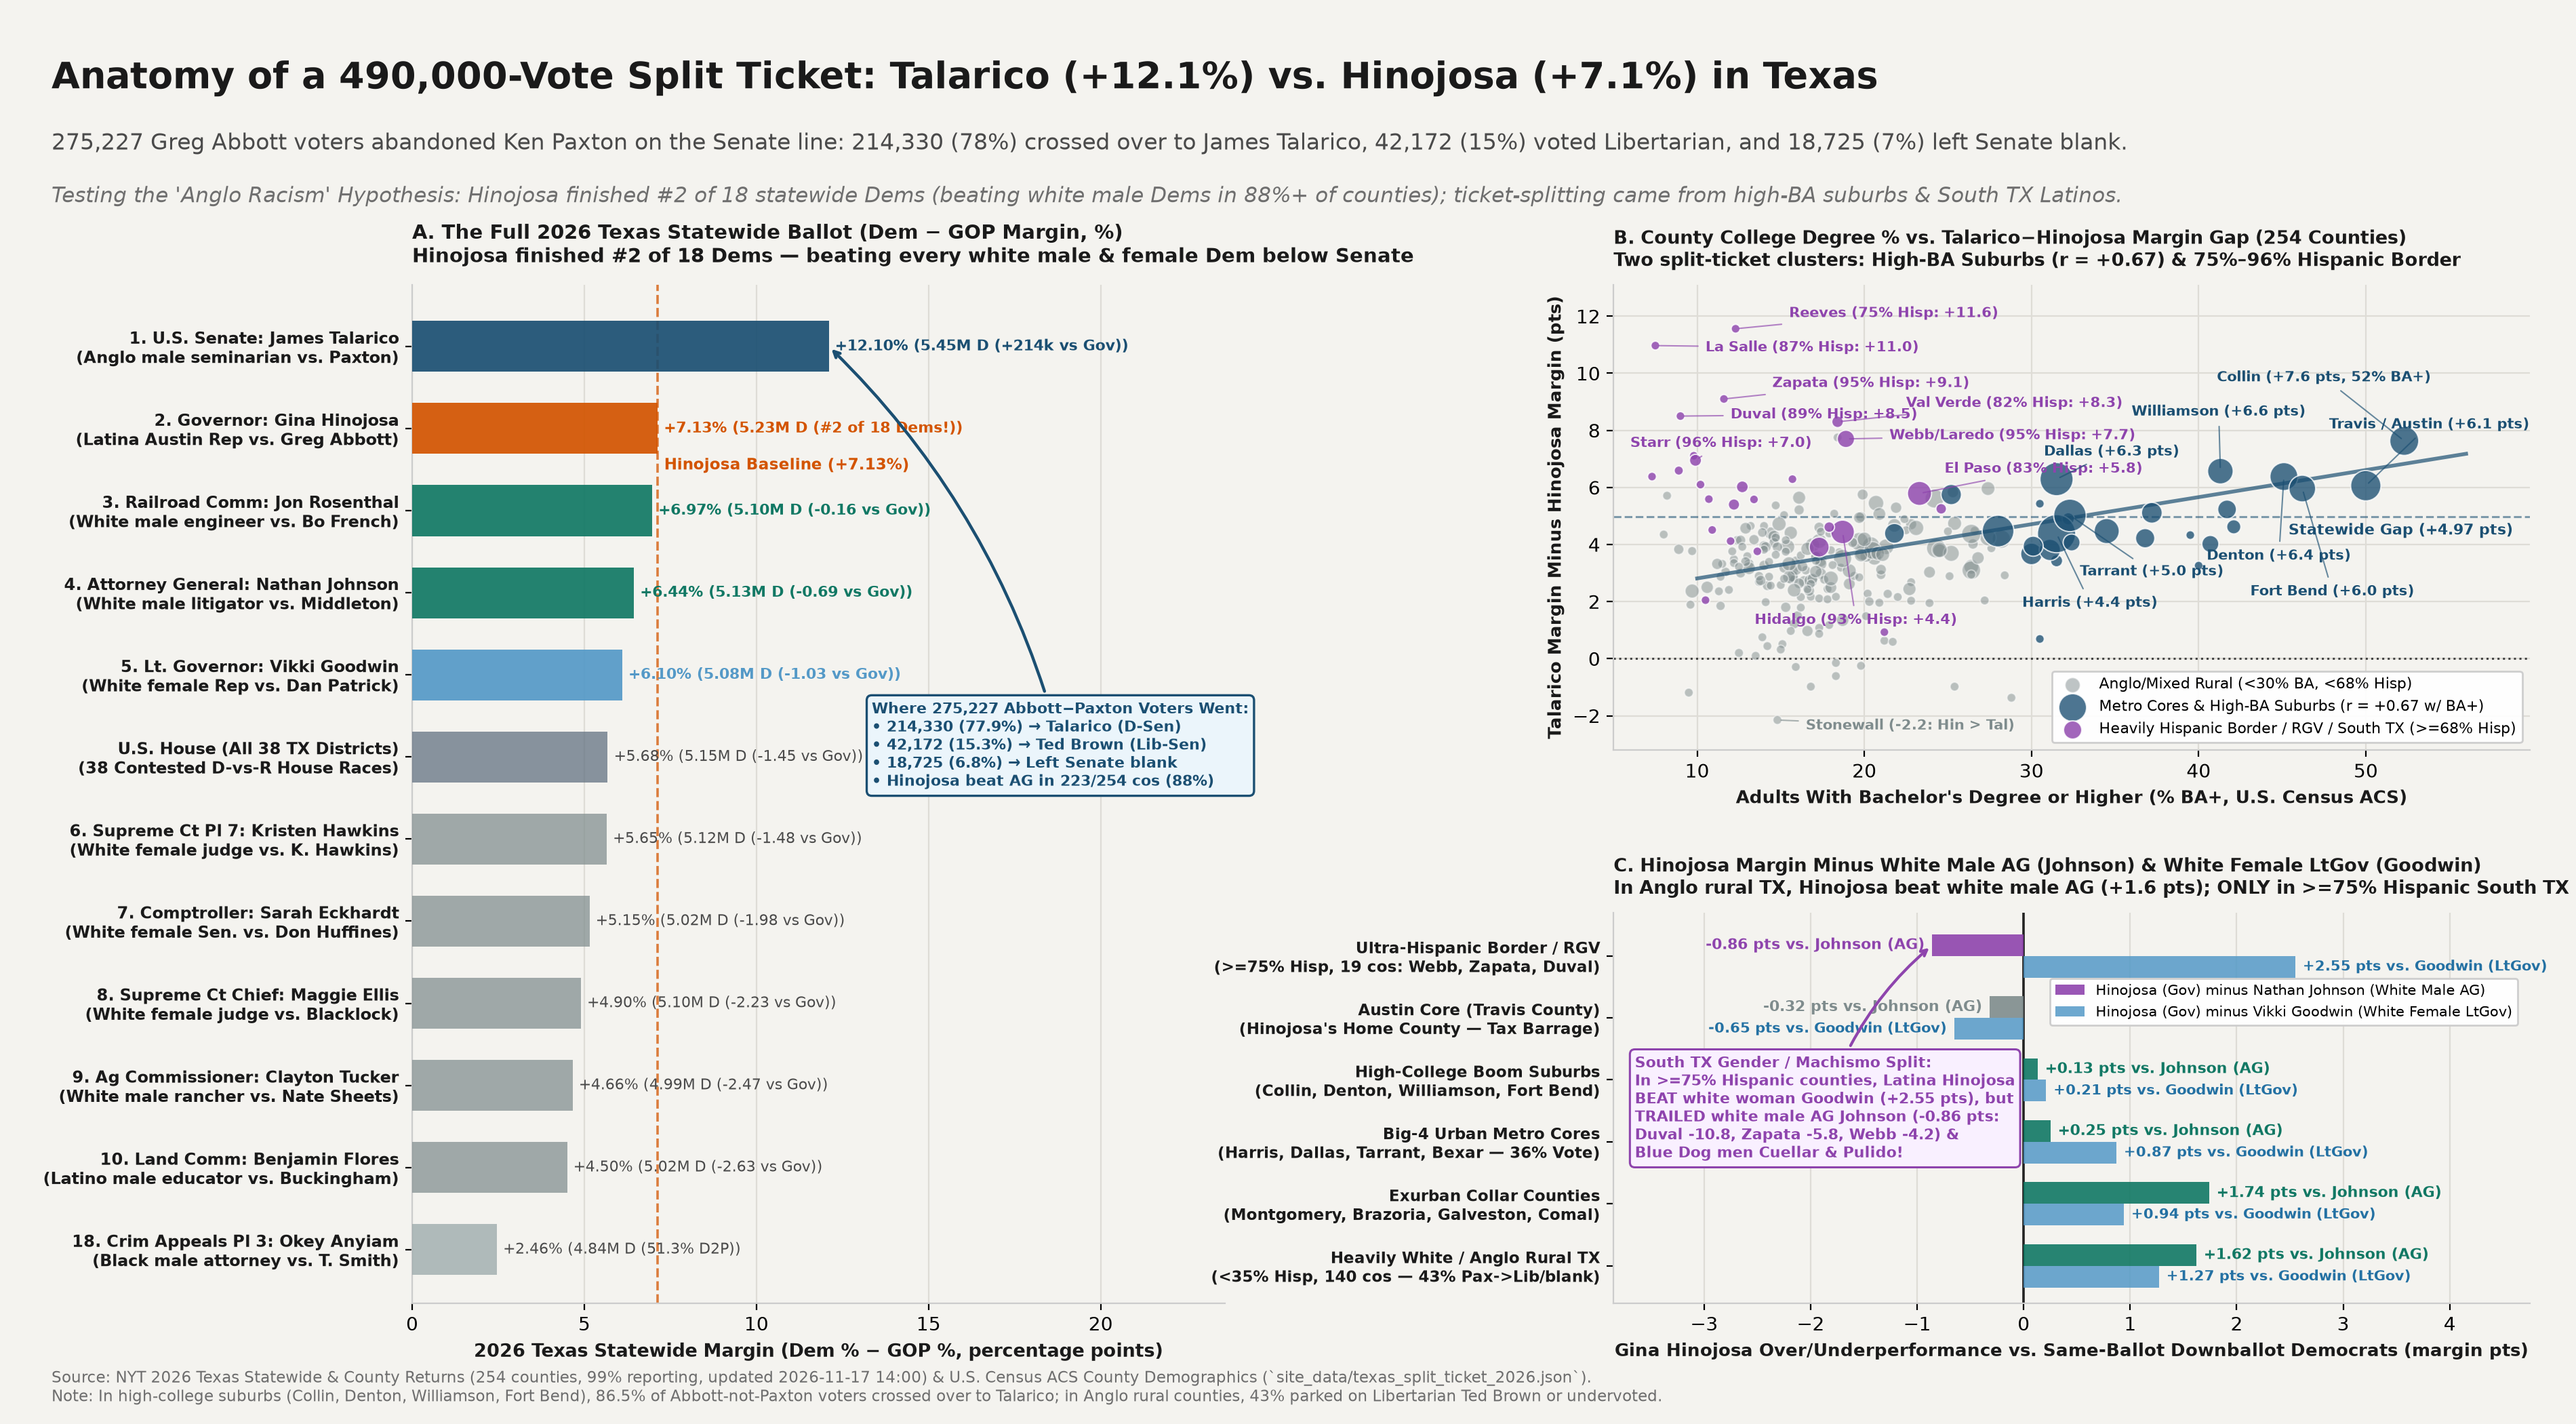 Anatomy of a 490,000-Vote Split Ticket: Talarico (+12.1%) vs. Hinojosa (+7.1%) in Texas
275,227 Greg Abbott voters abandoned Ken Paxton on the Senate line: 214,330 (78%) crossed over to James Talarico, 42,172 (15%) voted Libertarian, and 18,725 (7%) left Senate blank.
Testing the 'Anglo Racism' Hypothesis: Hinojosa finished #2 of 18 statewide Dems (beating white male Dems in 88%+ of counties); ticket-splitting came from high-BA suburbs & South TX Latinos.
A. The Full 2026 Texas Statewide Ballot (Dem − GOP Margin, %)
Hinojosa finished #2 of 18 Dems — beating every white male & female Dem below Senate
1. U.S. Senate: James Talarico
(Anglo male seminarian vs. Paxton)
+12.10% (5.45M D (+214k vs Gov))
2. Governor: Gina Hinojosa
(Latina Austin Rep vs. Greg Abbott)
+7.13% (5.23M D (#2 of 18 Dems!))
Hinojosa Baseline (+7.13%)
3. Railroad Comm: Jon Rosenthal
(White male engineer vs. Bo French)
+6.97% (5.10M D (-0.16 vs Gov))
4. Attorney General: Nathan Johnson
(White male litigator vs. Middleton)
+6.44% (5.13M D (-0.69 vs Gov))
5. Lt. Governor: Vikki Goodwin
(White female Rep vs. Dan Patrick)
+6.10% (5.08M D (-1.03 vs Gov))
U.S. House (All 38 TX Districts)
(38 Contested D-vs-R House Races)
+5.68% (5.15M D (-1.45 vs Gov))
6. Supreme Ct Pl 7: Kristen Hawkins
(White female judge vs. K. Hawkins)
+5.65% (5.12M D (-1.48 vs Gov))
7. Comptroller: Sarah Eckhardt
(White female Sen. vs. Don Huffines)
+5.15% (5.02M D (-1.98 vs Gov))
8. Supreme Ct Chief: Maggie Ellis
(White female judge vs. Blacklock)
+4.90% (5.10M D (-2.23 vs Gov))
9. Ag Commissioner: Clayton Tucker
(White male rancher vs. Nate Sheets)
+4.66% (4.99M D (-2.47 vs Gov))
10. Land Comm: Benjamin Flores
(Latino male educator vs. Buckingham)
+4.50% (5.02M D (-2.63 vs Gov))
18. Crim Appeals Pl 3: Okey Anyiam
(Black male attorney vs. T. Smith)
+2.46% (4.84M D (51.3% D2P))
Where 275,227 Abbott−Paxton Voters Went:
• 214,330 (77.9%) → Talarico (D-Sen)
• 42,172 (15.3%) → Ted Brown (Lib-Sen)
• 18,725 (6.8%) → Left Senate blank
• Hinojosa beat AG in 223/254 cos (88%)
0 5 10 15 20
2026 Texas Statewide Margin (Dem % − GOP %, percentage points)
B. County College Degree % vs. Talarico−Hinojosa Margin Gap (254 Counties)
Two split-ticket clusters: High-BA Suburbs (r = +0.67) & 75%–96% Hispanic Border
Talarico Margin Minus Hinojosa Margin (pts)
12
10
8
6
4
2
0
−2
Reeves (75% Hisp: +11.6)
La Salle (87% Hisp: +11.0)
Zapata (95% Hisp: +9.1)
Collin (+7.6 pts, 52% BA+)
Val Verde (82% Hisp: +8.3)
Duval (89% Hisp: +8.5)
Williamson (+6.6 pts)
Travis / Austin (+6.1 pts)
Starr (96% Hisp: +7.0)
Webb/Laredo (95% Hisp: +7.7)
Dallas (+6.3 pts)
El Paso (83% Hisp: +5.8)
Statewide Gap (+4.97 pts)
Denton (+6.4 pts)
Tarrant (+5.0 pts)
Fort Bend (+6.0 pts)
Harris (+4.4 pts)
Hidalgo (93% Hisp: +4.4)
Stonewall (-2.2: Hin > Tal)
Anglo/Mixed Rural (<30% BA, <68% Hisp)
Metro Cores & High-BA Suburbs (r = +0.67 w/ BA+)
Heavily Hispanic Border / RGV / South TX (>=68% Hisp)
10 20 30 40 50
Adults With Bachelor's Degree or Higher (% BA+, U.S. Census ACS)
C. Hinojosa Margin Minus White Male AG (Johnson) & White Female LtGov (Goodwin)
In Anglo rural TX, Hinojosa beat white male AG (+1.6 pts); ONLY in >=75% Hispanic South TX
Ultra-Hispanic Border / RGV
(>=75% Hisp, 19 cos: Webb, Zapata, Duval)
-0.86 pts vs. Johnson (AG)
+2.55 pts vs. Goodwin (LtGov)
Hinojosa (Gov) minus Nathan Johnson (White Male AG)
Hinojosa (Gov) minus Vikki Goodwin (White Female LtGov)
Austin Core (Travis County)
(Hinojosa's Home County — Tax Barrage)
-0.32 pts vs. Johnson (AG)
-0.65 pts vs. Goodwin (LtGov)
South TX Gender / Machismo Split:
In >=75% Hispanic counties, Latina Hinojosa
BEAT white woman Goodwin (+2.55 pts), but
TRAILED white male AG Johnson (-0.86 pts:
Duval -10.8, Zapata -5.8, Webb -4.2) &
Blue Dog men Cuellar & Pulido!
High-College Boom Suburbs
(Collin, Denton, Williamson, Fort Bend)
+0.13 pts vs. Johnson (AG)
+0.21 pts vs. Goodwin (LtGov)
Big-4 Urban Metro Cores
(Harris, Dallas, Tarrant, Bexar — 36% Vote)
+0.25 pts vs. Johnson (AG)
+0.87 pts vs. Goodwin (LtGov)
Exurban Collar Counties
(Montgomery, Brazoria, Galveston, Comal)
+1.74 pts vs. Johnson (AG)
+0.94 pts vs. Goodwin (LtGov)
Heavily White / Anglo Rural TX
(<35% Hisp, 140 cos — 43% Pax->Lib/blank)
+1.62 pts vs. Johnson (AG)
+1.27 pts vs. Goodwin (LtGov)
−3 −2 −1 0 1 2 3 4
Gina Hinojosa Over/Underperformance vs. Same-Ballot Downballot Democrats (margin pts)
Source: NYT 2026 Texas Statewide & County Returns (254 counties, 99% reporting, updated 2026-11-17 14:00) & U.S. Census ACS County Demographics (`site_data/texas_split_ticket_2026.json`).
Note: In high-college suburbs (Collin, Denton, Williamson, Fort Bend), 86.5% of Abbott-not-Paxton voters crossed over to Talarico; in Anglo rural counties, 43% parked on Libertarian Ted Brown or undervoted.